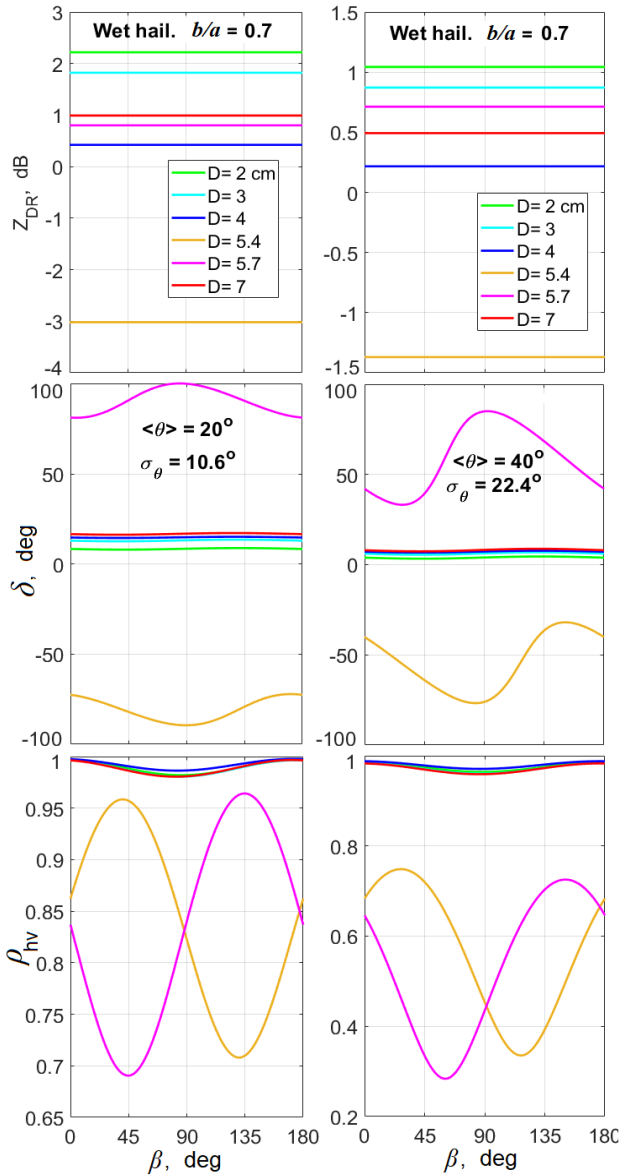 Wet hail. b/a = 0.7
3
2
1
0
-1
-2
-3
-4
Z_DR, dB
D= 2 cm
D= 3
D= 4
D= 5.4
D= 5.7
D= 7
Wet hail. b/a = 0.7
1.5
1
0.5
0
-0.5
-1
-1.5
D= 2 cm
D= 3
D= 4
D= 5.4
D= 5.7
D= 7
100
50
0
-50
-100
δ, deg
<θ> = 20°
σ_θ = 10.6°
100
50
0
-50
-100
<θ> = 40°
σ_θ = 22.4°
1
0.95
0.9
0.85
0.8
0.75
0.7
0.65
ρ_hv
0 45 90 135 180
β, deg
1
0.8
0.6
0.4
0.2
0 45 90 135 180
β, deg